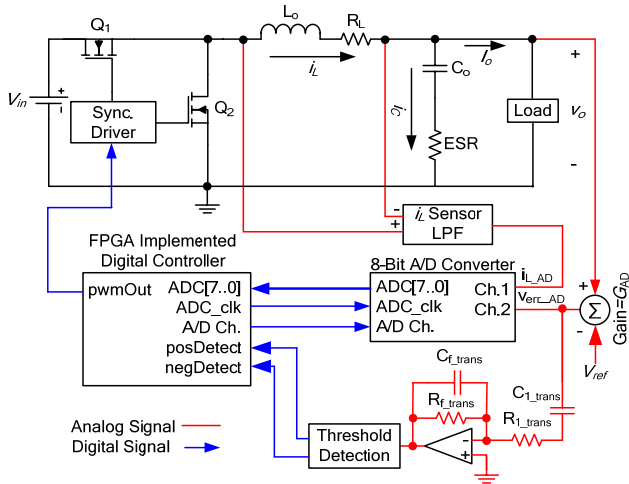 Q1
Lo
RL
iL
Io
Vin
+
-
Sync.
Driver
Q2
Co
iC
ESR
Load
+
vo
-
-
+
iL Sensor
LPF
FPGA Implemented
Digital Controller
8-Bit A/D Converter
iL_AD
verr_AD
pwmOut
ADC[7..0]
ADC_clk
A/D Ch.
posDetect
negDetect
ADC[7..0]
ADC_clk
A/D Ch.
Ch.1
Ch.2
+
Σ
-
Gain=GAD
Vref
Cf_trans
Rf_trans
C1_trans
R1_trans
-
+
Threshold
Detection
Analog Signal
Digital Signal